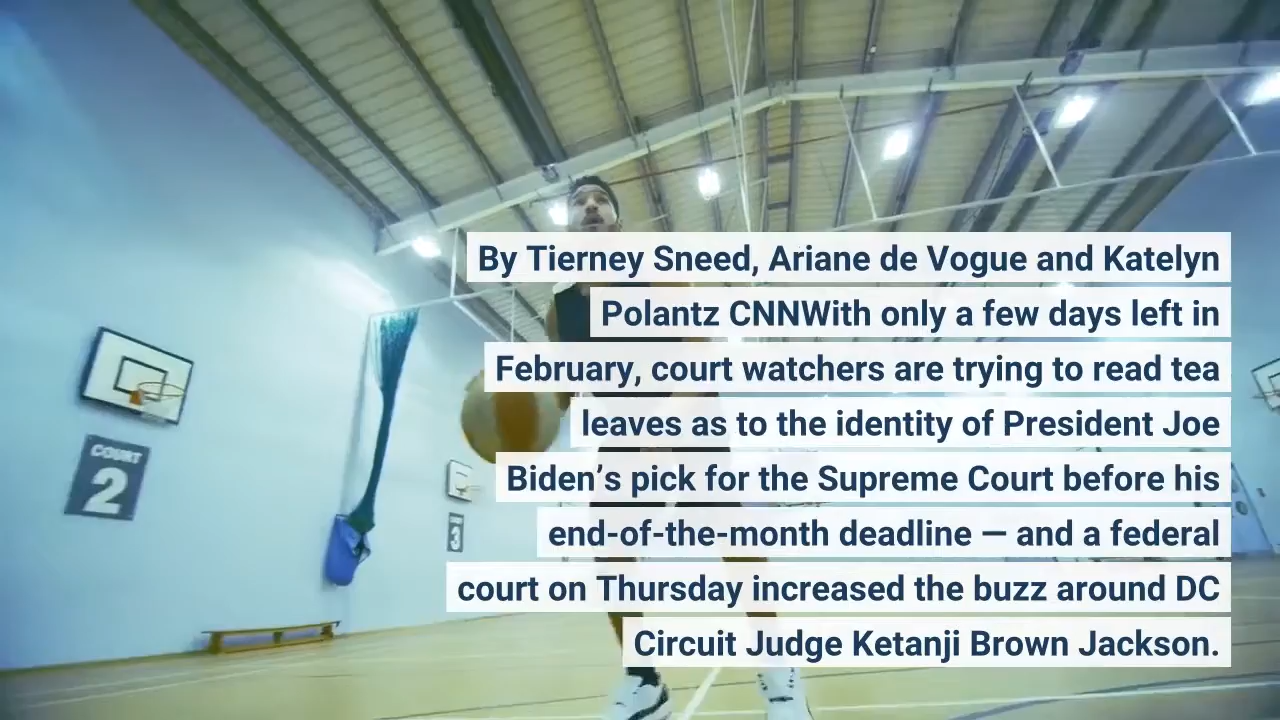 By Tierney Sneed, Ariane de Vogue and Katelyn
Polantz CNNWith only a few days left in
February, court watchers are trying to read tea
leaves as to the identity of President Joe
Biden’s pick for the Supreme Court before his
end-of-the-month deadline — and a federal
court on Thursday increased the buzz around DC
Circuit Judge Ketanji Brown Jackson.
COURT
2
3